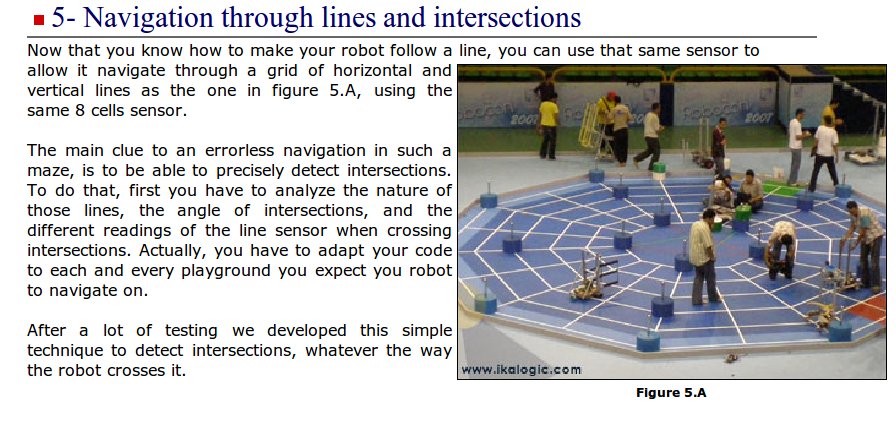 5- Navigation through lines and intersections
Now that you know how to make your robot follow a line, you can use that same sensor to
allow it navigate through a grid of horizontal and
vertical lines as the one in figure 5.A, using the
same 8 cells sensor.
The main clue to an errorless navigation in such a
maze, is to be able to precisely detect intersections.
To do that, first you have to analyze the nature of
those lines, the angle of intersections, and the
different readings of the line sensor when crossing
intersections. Actually, you have to adapt your code
to each and every playground you expect you robot
to navigate on.
After a lot of testing we developed this simple
technique to detect intersections, whatever the way
the robot crosses it.
2007
2007
www.ikalogic.com
Figure 5.A